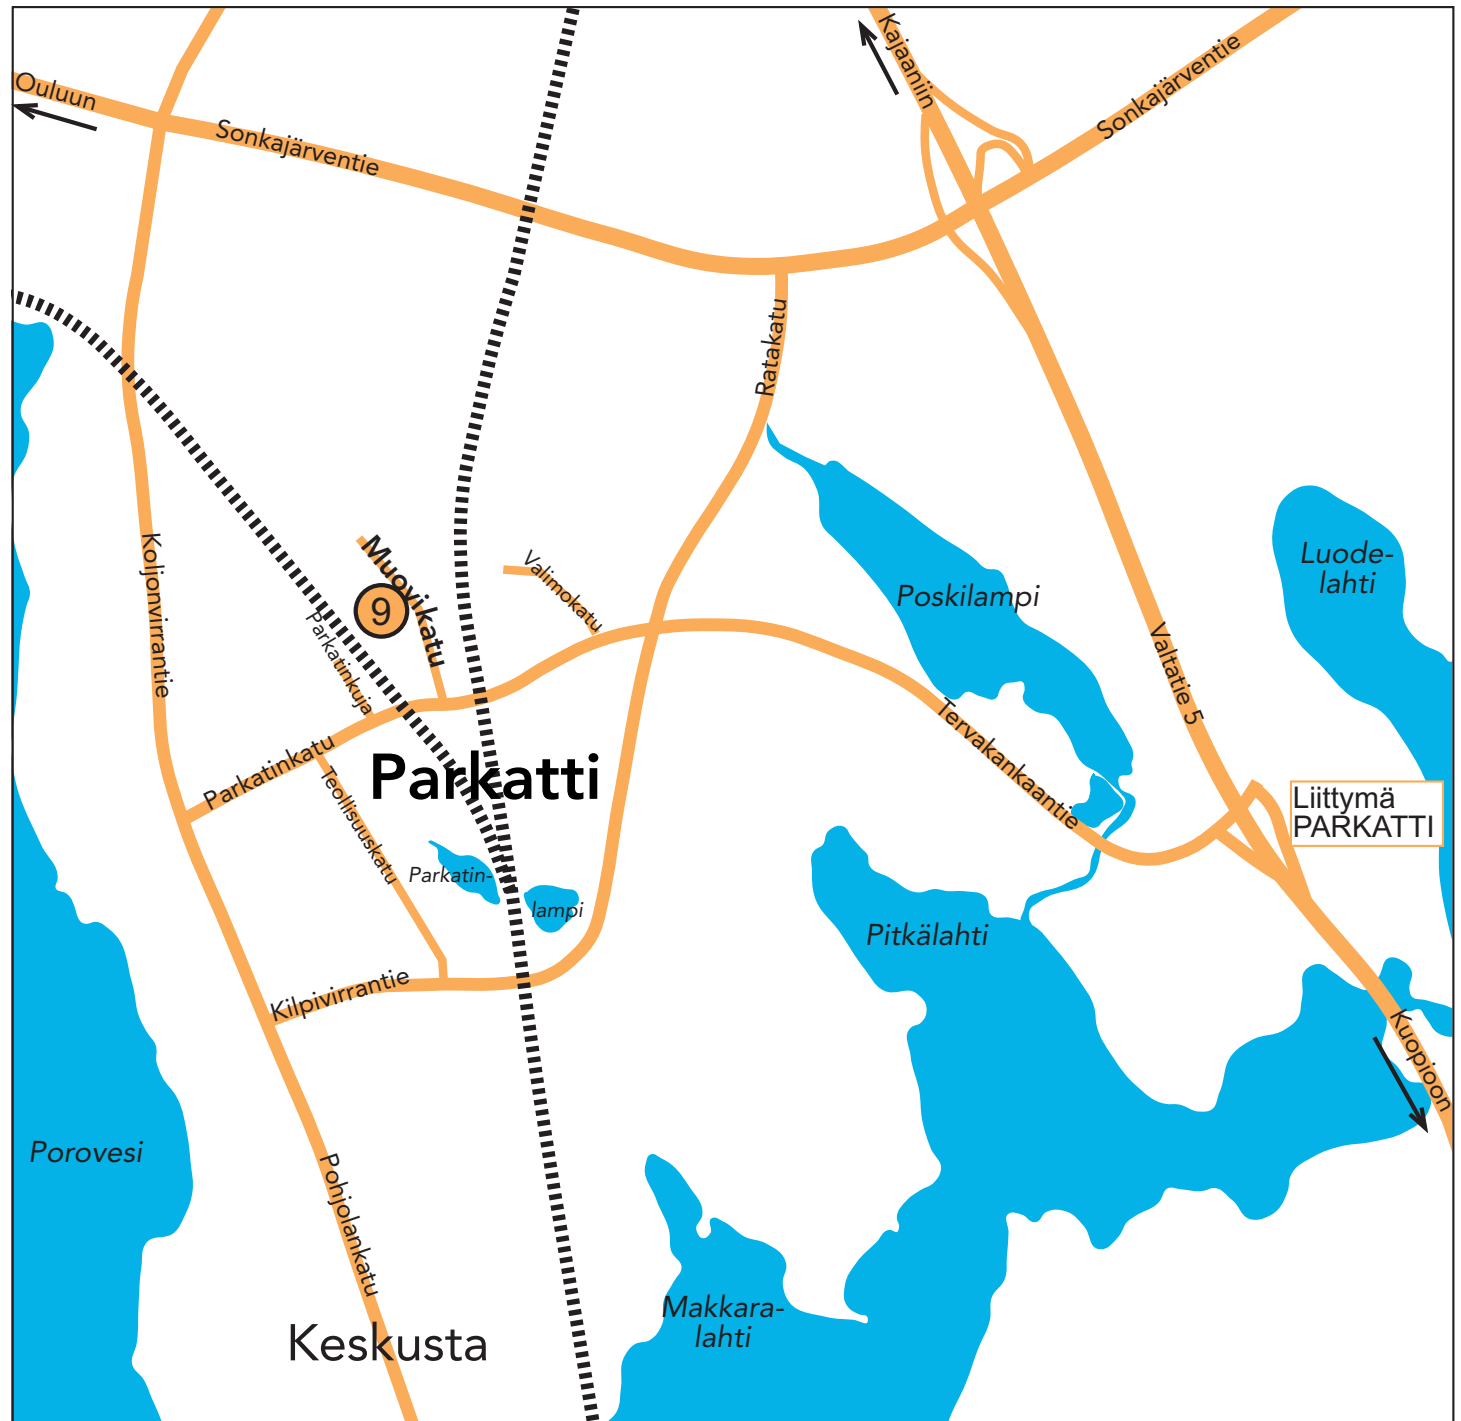 Kajaaniin
Sonkajärventie
Ouluun
Sonkajärventie
Ratakatu
Koljonvirrantie
Muovikatu
9
Valimokatu
Parkatinkuja
Poskilampi
Luode-
lahti
Valtatie 5
Parkatinkatu
Parkatti
Tervakankaantie
Teollisuuskatu
Liittymä
PARKATTI
Parkatin-
lampi
Pitkälahti
Kilpivirrantie
Kuopioon
Porovesi
Pohjolankatu
Makkara-
lahti
Keskusta